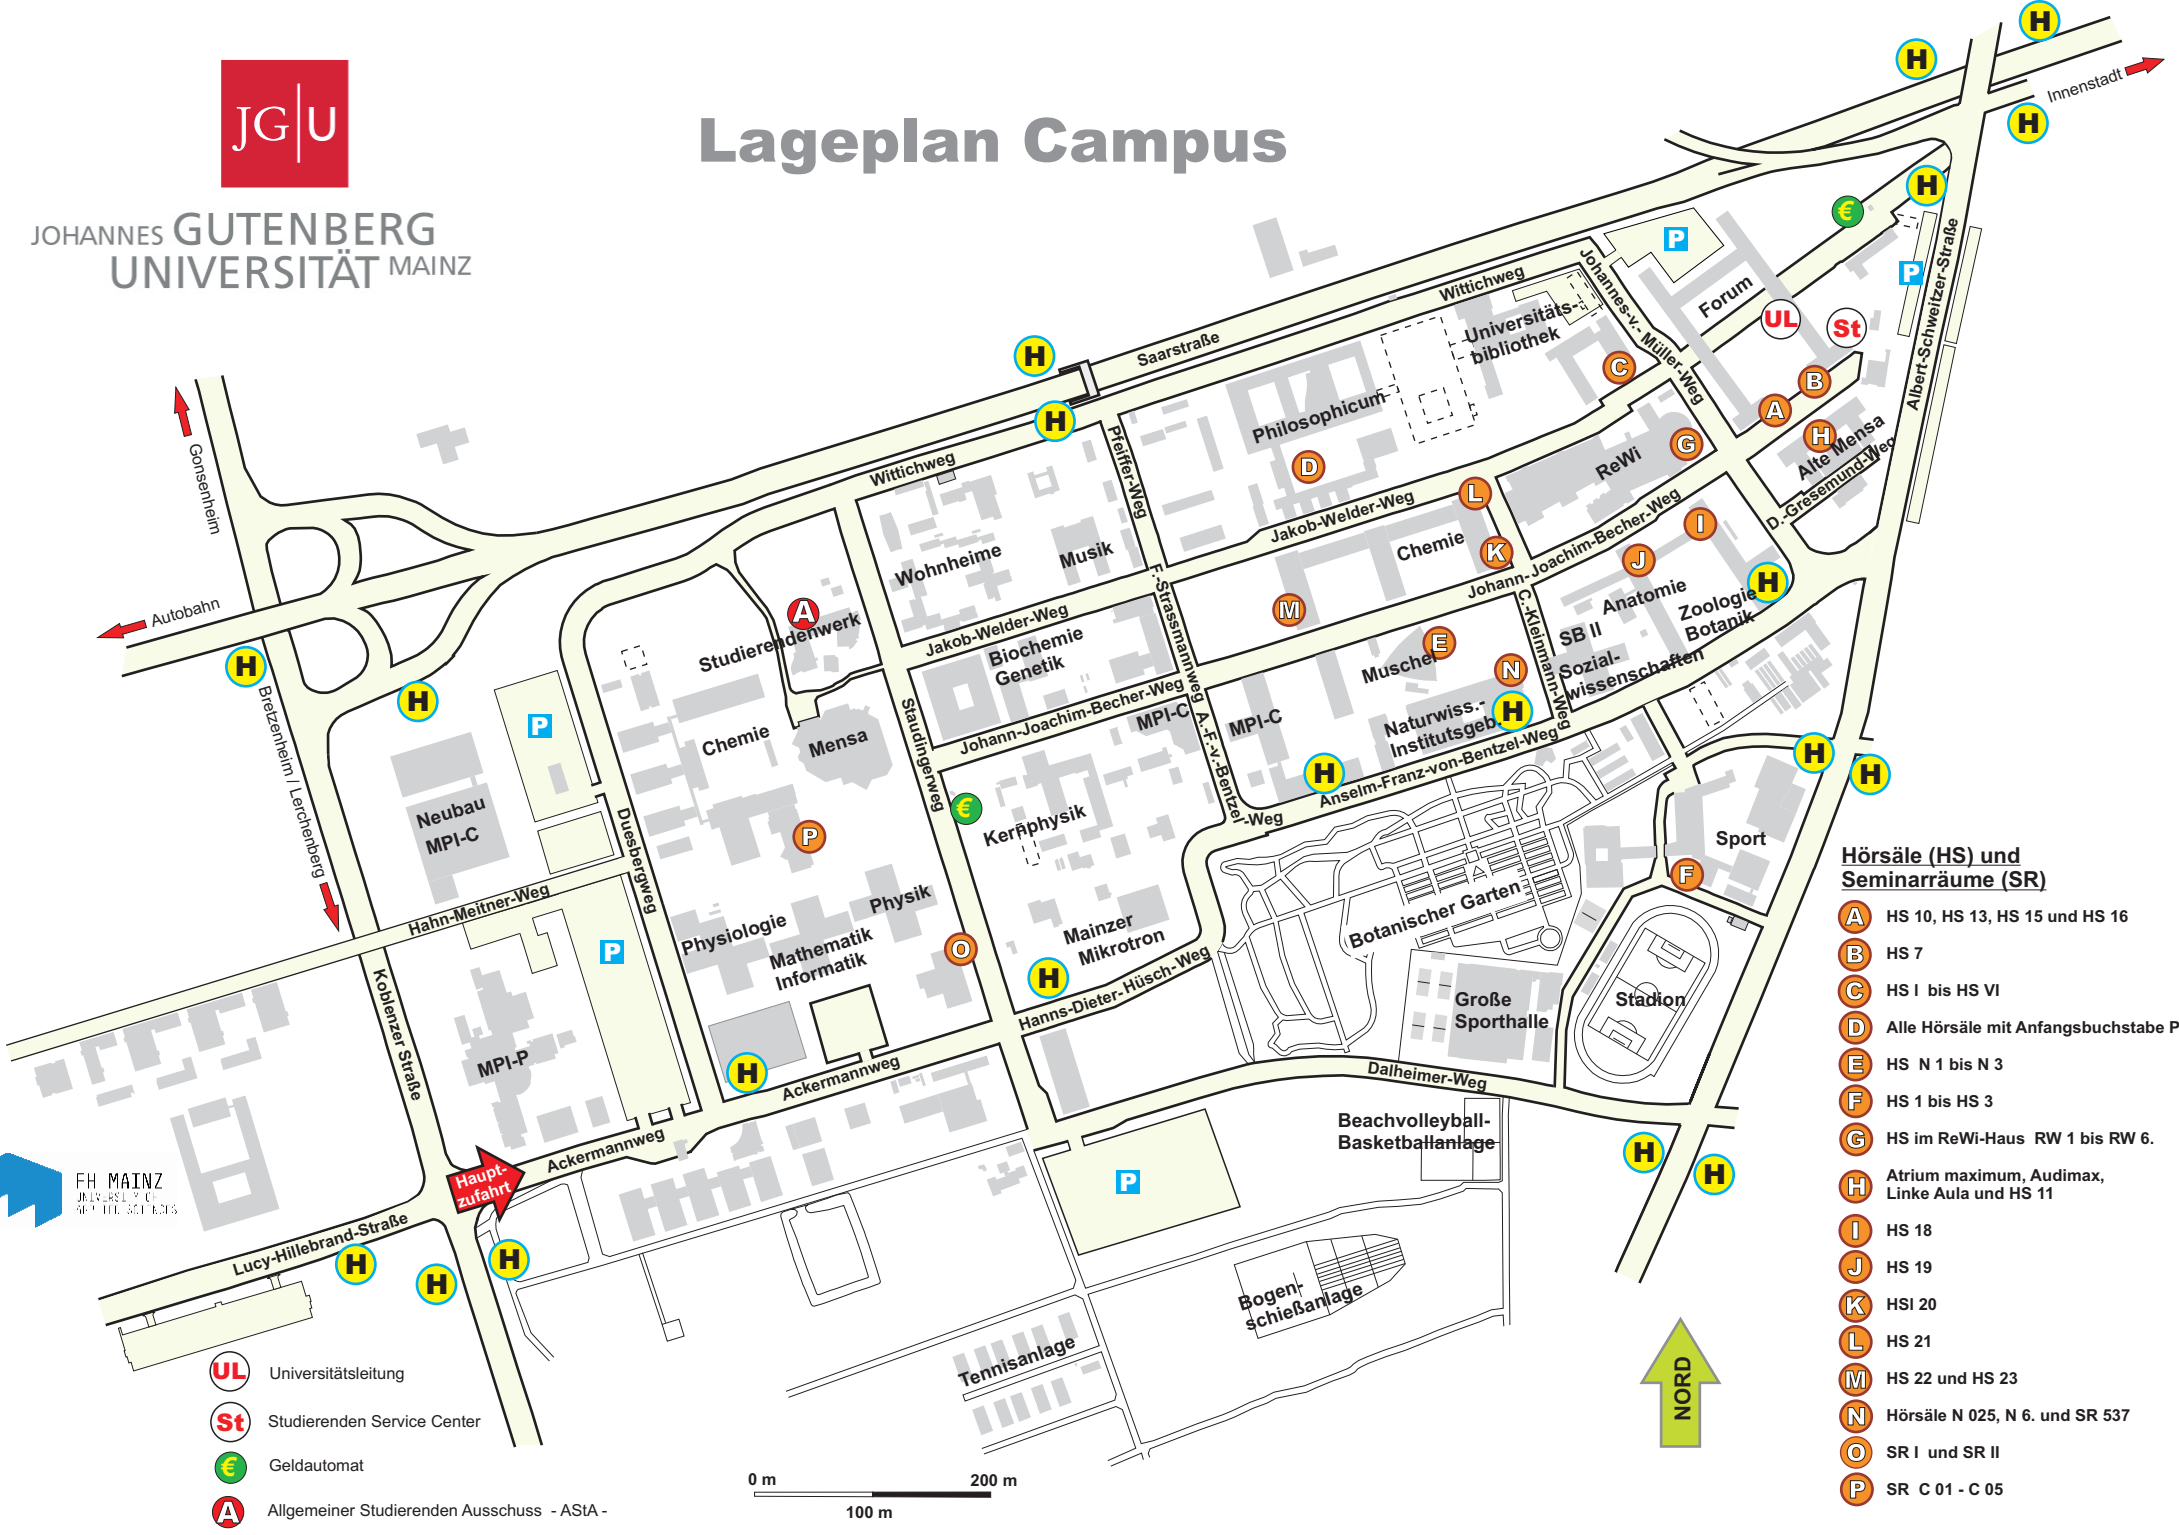 JG|U
JOHANNES GUTENBERG
UNIVERSITÄT MAINZ
Lageplan Campus
H
H
Innenstadt
H
H
€
P
P
Albert-Schweitzer-Straße
Johannes-v.- Müller-Weg
Wittichweg
Forum
UL
St
Universitäts-
bibliothek
C
Saarstraße
H
H
B
A
H
Alte Mensa
D.-Gresemund-Weg
Philosophicum
D
G
ReWi
Gonsenheim
Wittichweg
Pfeiffer-Weg
L
Jakob-Welder-Weg
Chemie
K
I
J
Johann-Joachim-Becher-Weg
Wohnheime
Musik
F.-Strassmannweg
M
C.-Kleinmann-Weg
Anatomie
Zoologie
Botanik
H
SB II
Sozial-
wissenschaften
Autobahn
A
Studierendenwerk
Jakob-Welder-Weg
Biochemie
Genetik
E
Muschel
N
H
H
H
Bretzenheim / Lerchenberg
P
Chemie
Mensa
Staudingerweg
Johann-Joachim-Becher-Weg
MPI-C
MPI-C
A.-F.-v.-Bentzel
-Weg
Naturwiss.-
Institutsgeb.
H
Anselm-Franz-von-Bentzel-Weg
H
H
Neubau
MPI-C
Duesbergweg
P
€
Kernphysik
Sport
F
Hahn-Meitner-Weg
P
Physiologie
Mathematik
Informatik
Physik
O
Mainzer
Mikrotron
H
Hanns-Dieter-Hüsch-Weg
Botanischer Garten
Große
Sporthalle
Stadion
Koblenzer Straße
MPI-P
H
Ackermannweg
Dalheimer-Weg
Ackermannweg
Beachvolleyball-
Basketballanlage
H
H
P
FH MAINZ
UNIVERSITY OF
APPLIED SCIENCES
Haupt-
zufahrt
Lucy-Hillebrand-Straße
H
H
H
Bogen-
schießanlage
Tennisanlage
NORD
Hörsäle (HS) und
Seminarräume (SR)
A HS 10, HS 13, HS 15 und HS 16
B HS 7
C HS I bis HS VI
D Alle Hörsäle mit Anfangsbuchstabe P
E HS N 1 bis N 3
F HS 1 bis HS 3
G HS im ReWi-Haus RW 1 bis RW 6.
H Atrium maximum, Audimax,
Linke Aula und HS 11
I HS 18
J HS 19
K HSI 20
L HS 21
M HS 22 und HS 23
N Hörsäle N 025, N 6. und SR 537
O SR I und SR II
P SR C 01 - C 05
UL Universitätsleitung
St Studierenden Service Center
€ Geldautomat
A Allgemeiner Studierenden Ausschuss - AStA -
0 m
200 m
100 m